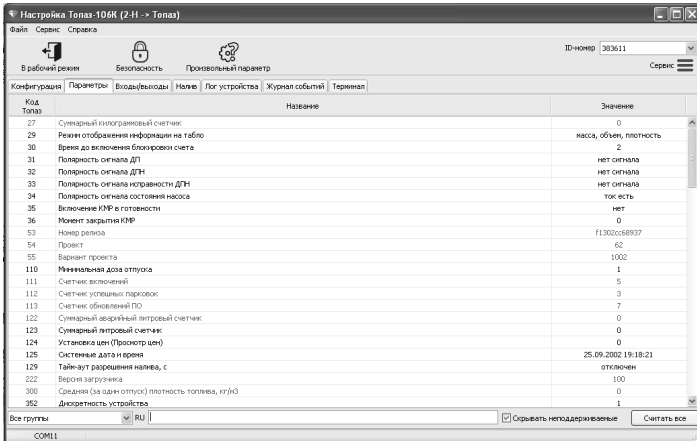 Настройка Топаз-106К (2-Н -> Топаз)
Файл Сервис Справка
В рабочий режим
Безопасность
Произвольный параметр
ID-номер 383611
Сервис
Конфигурация Параметры Входы/выходы Налив Лог устройства Журнал событий Терминал
Код Топаз Название Значение
27 Суммарный килограммовый счетчик 0
29 Режим отображения информации на табло масса, объем, плотность
30 Время до включения блокировки счета 2
31 Полярность сигнала ДП нет сигнала
32 Полярность сигнала ДПН нет сигнала
33 Полярность сигнала исправности ДПН нет сигнала
34 Полярность сигнала состояния насоса ток есть
35 Включение КМР в готовности нет
36 Момент закрытия КМР 0
53 Номер релиза f1302cc68937
54 Проект 62
55 Вариант проекта 1002
110 Минимальная доза отпуска 1
111 Счетчик включений 5
112 Счетчик успешных парковок 3
113 Счетчик обновлений ПО 7
122 Суммарный аварийный литровый счетчик 0
123 Суммарный литровый счетчик 0
124 Установка цен (Просмотр цен) 0
125 Системные дата и время 25.09.2002 19:18:21
129 Тайм-аут разрешения налива, с отключен
222 Версия загрузчика 100
300 Средняя (за один отпуск) плотность топлива, кг/м3 0
352 Дискретность устройства 1
Все группы RU Скрывать неподдерживаемые Считать все
COM11